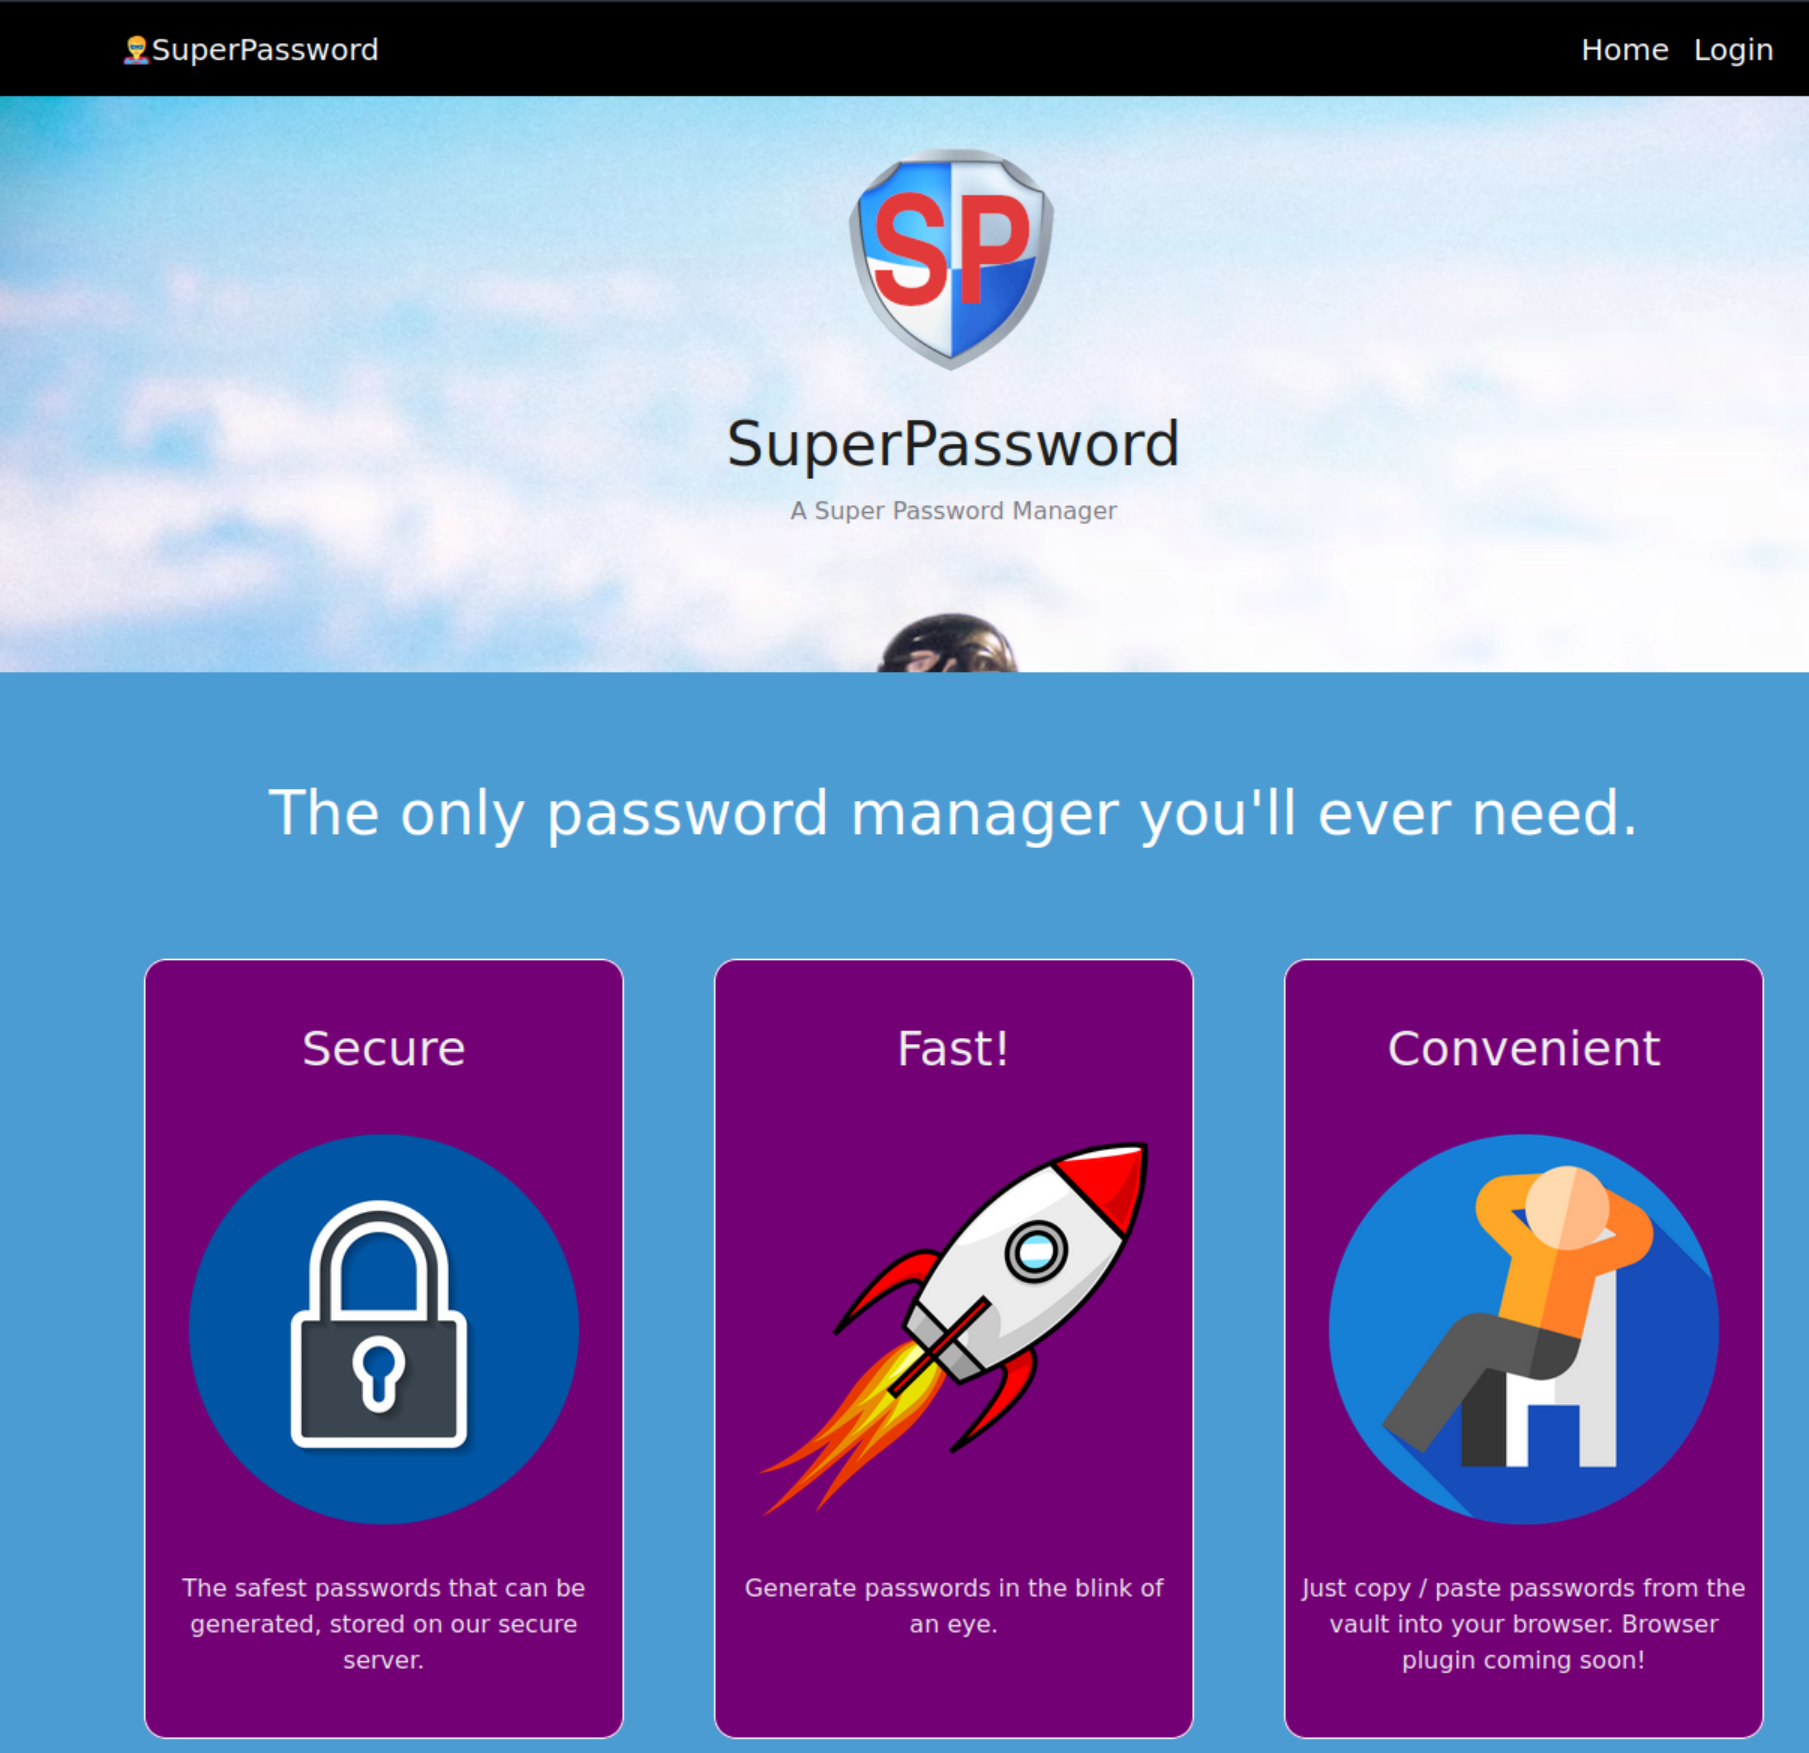 SuperPassword
Home Login
SP
SuperPassword
A Super Password Manager
The only password manager you'll ever need.
Secure
The safest passwords that can be
generated, stored on our secure
server.
Fast!
Generate passwords in the blink of
an eye.
Convenient
Just copy / paste passwords from the
vault into your browser. Browser
plugin coming soon!